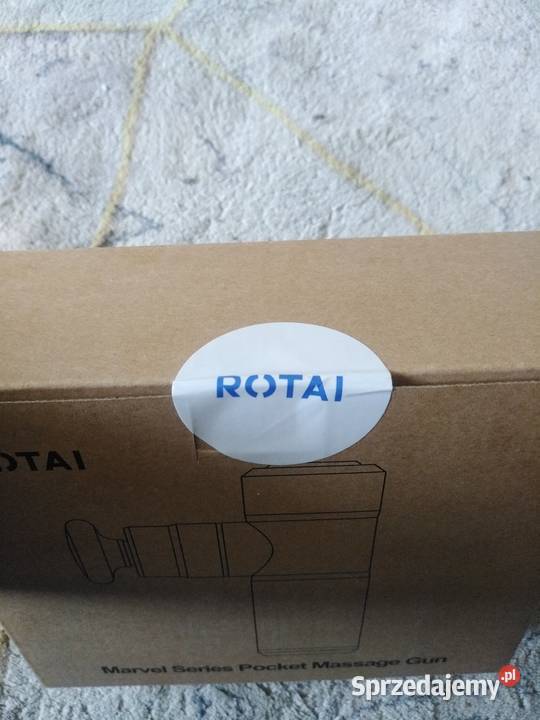 ROTAI
OTAI
Marvel Series Pocket Massage Gun
Sprzedajemy.pl